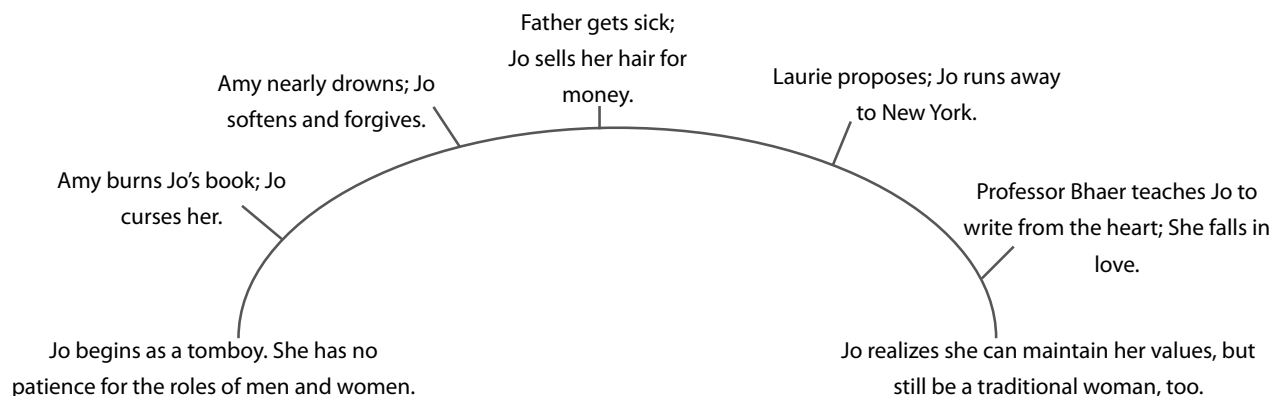 Jo begins as a tomboy. She has no
patience for the roles of men and women.
Amy burns Jo’s book; Jo
curses her.
Amy nearly drowns; Jo
softens and forgives.
Father gets sick;
Jo sells her hair for
money.
Laurie proposes; Jo runs away
to New York.
Professor Bhaer teaches Jo to
write from the heart; She falls in
love.
Jo realizes she can maintain her values, but
still be a traditional woman, too.